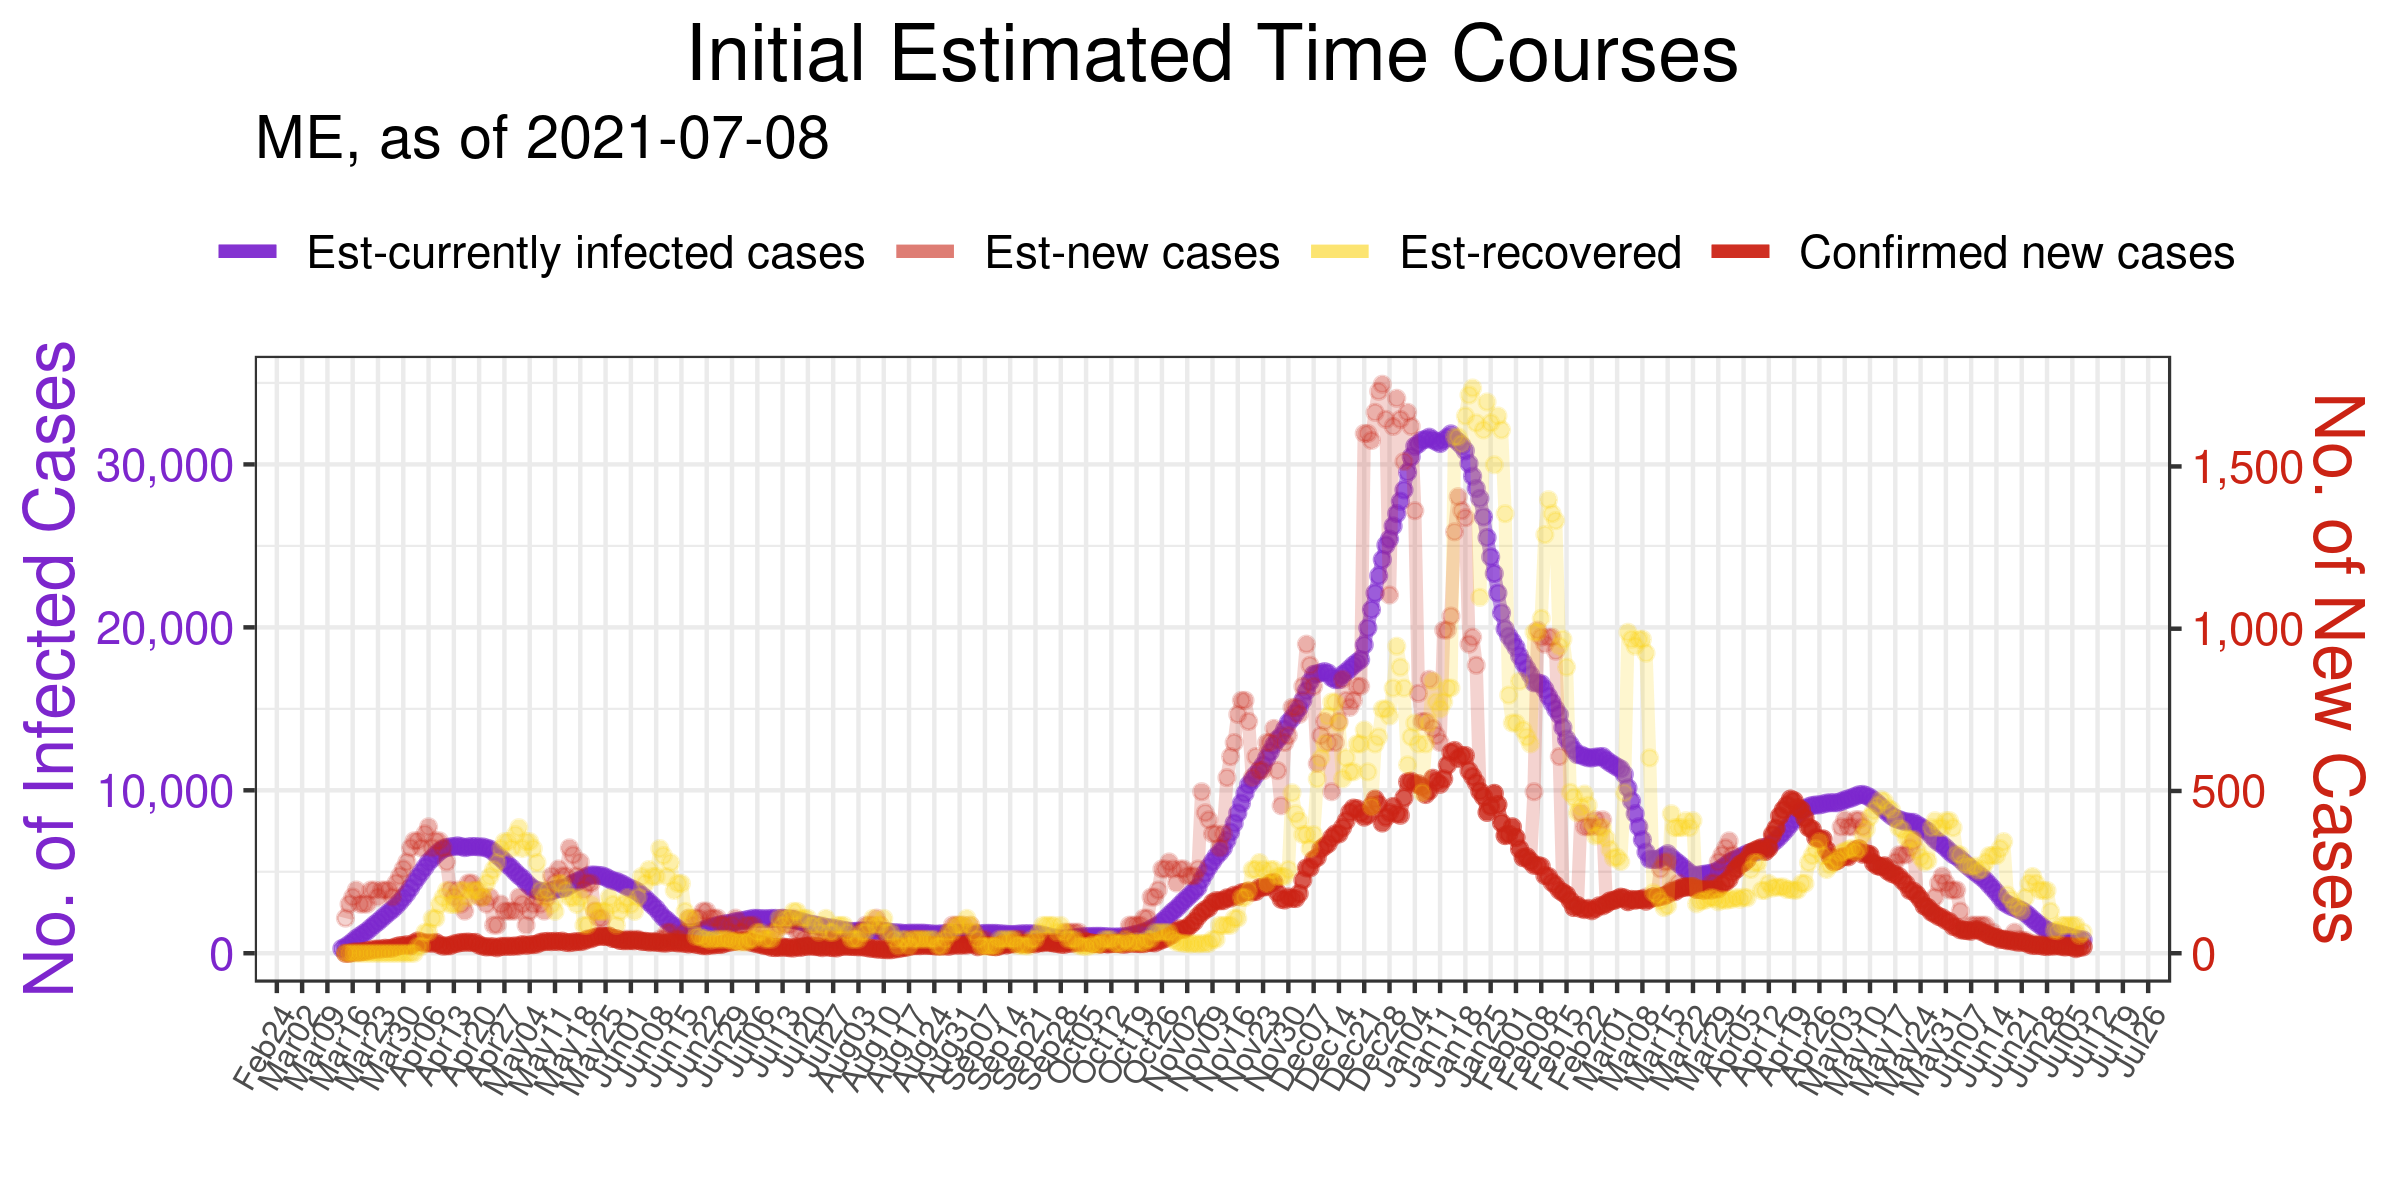 Initial Estimated Time Courses
ME, as of 2021-07-08
Est-currently infected cases
Est-new cases
Est-recovered
Confirmed new cases
No. of Infected Cases
30,000
20,000
10,000
0
1,500
1,000
500
0
No. of New Cases
Feb24
Mar02
Mar09
Mar16
Mar23
Mar30
Apr06
Apr13
Apr20
Apr27
May04
May11
May18
May25
Jun01
Jun08
Jun15
Jun22
Jun29
Jul06
Jul13
Jul20
Jul27
Aug03
Aug10
Aug17
Aug24
Aug31
Sep07
Sep14
Sep21
Sep28
Oct05
Oct12
Oct19
Oct26
Nov02
Nov09
Nov16
Nov23
Nov30
Dec07
Dec14
Dec21
Dec28
Jan04
Jan11
Jan18
Jan25
Feb01
Feb08
Feb15
Feb22
Mar01
Mar08
Mar15
Mar22
Mar29
Apr05
Apr12
Apr19
Apr26
May03
May10
May17
May24
May31
Jun07
Jun14
Jun21
Jun28
Jul05
Jul12
Jul19
Jul26